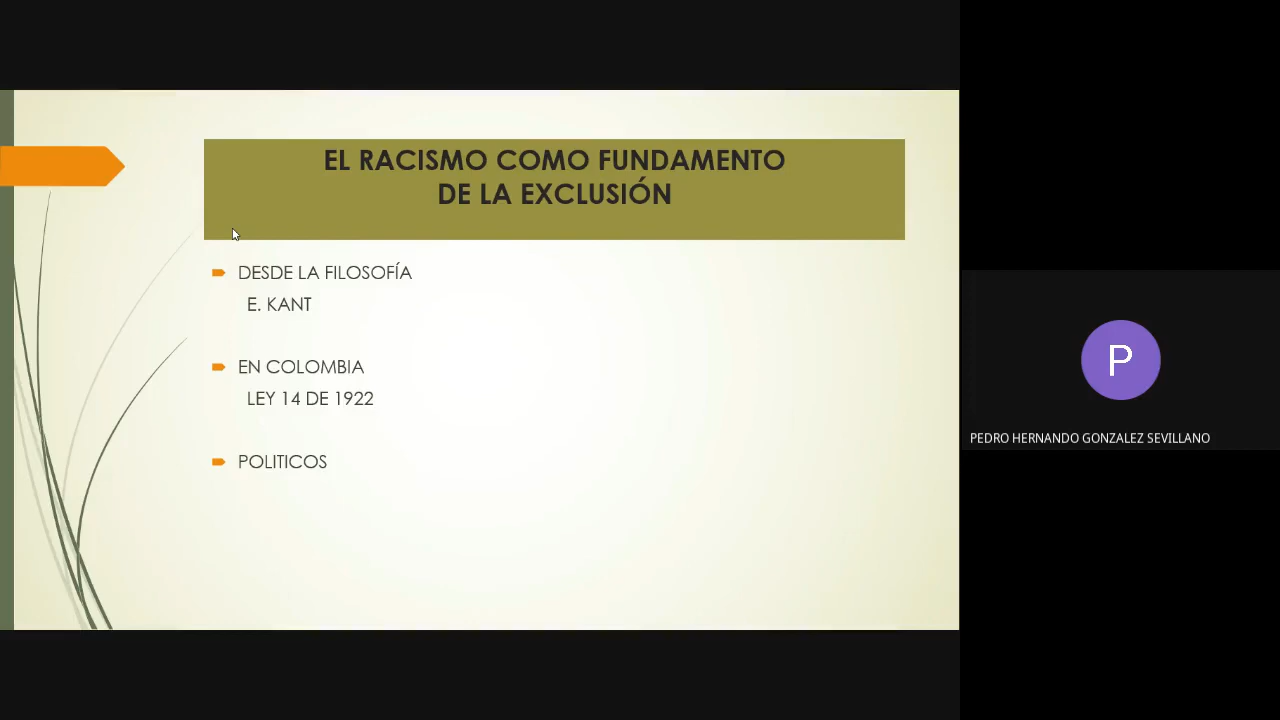 EL RACISMO COMO FUNDAMENTO
DE LA EXCLUSIÓN
DESDE LA FILOSOFÍA
E. KANT
EN COLOMBIA
LEY 14 DE 1922
POLITICOS
P
PEDRO HERNANDO GONZALEZ SEVILLANO